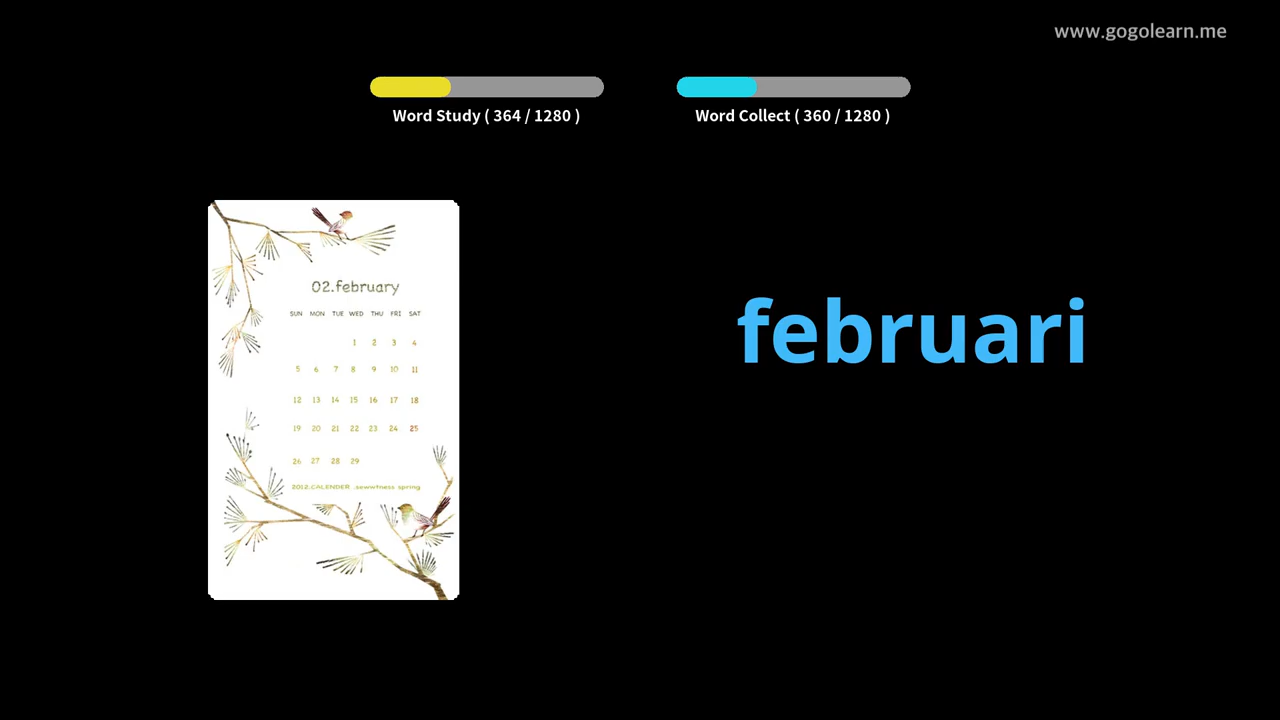 www.gogolearn.me
Word Study ( 364 / 1280 )
Word Collect ( 360 / 1280 )
02.february
SUN MON TUE WED THU FRI SAT
1 2 3 4
5 6 7 8 9 10 11
12 13 14 15 16 17 18
19 20 21 22 23 24 25
26 27 28 29
2012.CALENDER spring
februari